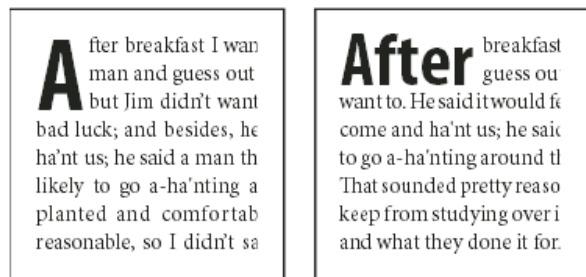 After breakfast I wan
man and guess out
but Jim didn't want
bad luck; and besides, he
ha'nt us; he said a man th
likely to go a-ha'nting a
planted and comfortab
reasonable, so I didn't sa
After breakfast
guess ou
want to. He said it would fe
come and ha'nt us; he said
to go a-ha'nting around th
That sounded pretty reaso
keep from studying over i
and what they done it for.